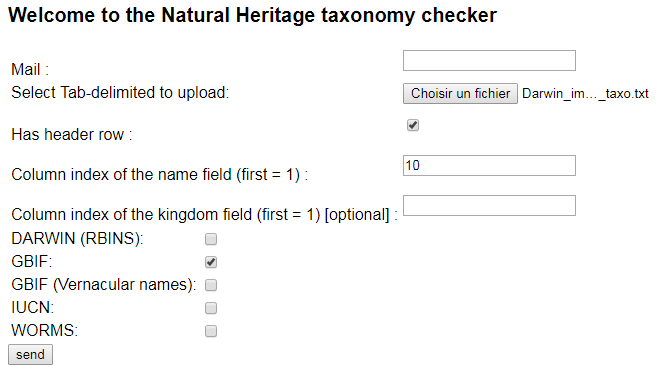 Welcome to the Natural Heritage taxonomy checker
Mail :
Select Tab-delimited to upload: Choisir un fichier Darwin_im…_taxo.txt
Has header row :
Column index of the name field (first = 1) : 10
Column index of the kingdom field (first = 1) [optional] :
DARWIN (RBINS):
GBIF:
GBIF (Vernacular names):
IUCN:
WORMS:
send